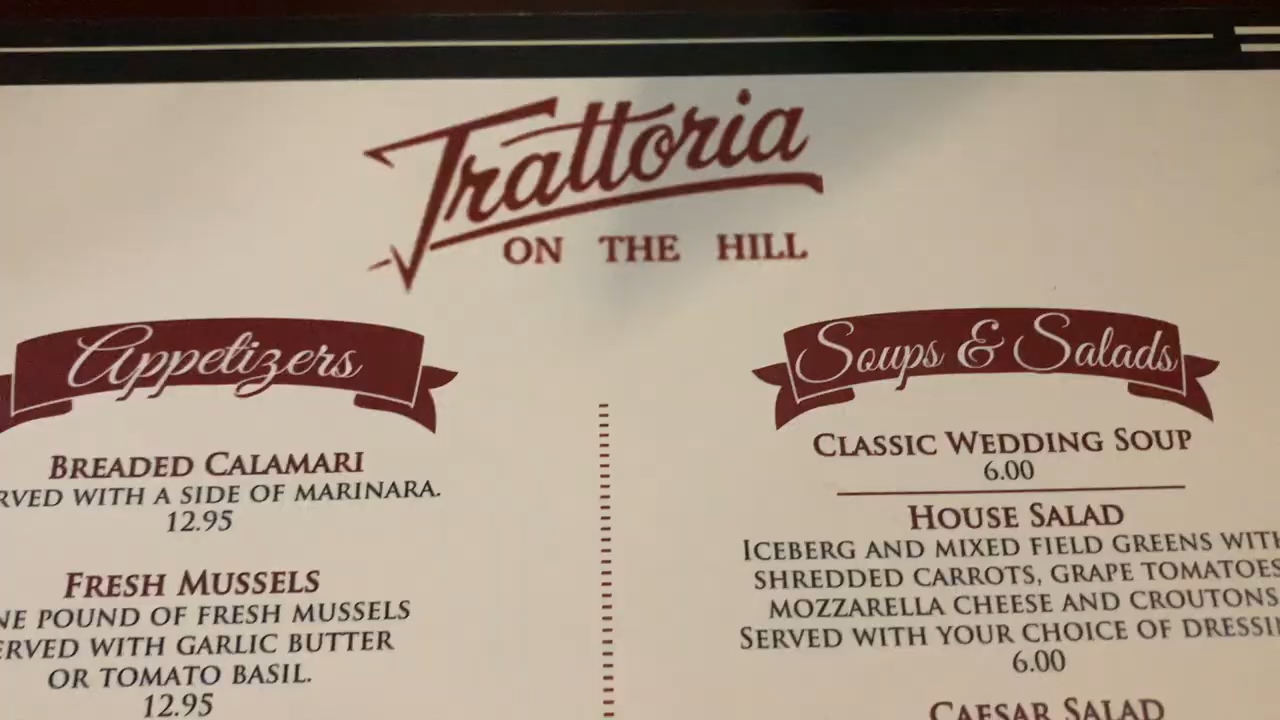 Trattoria
ON THE HILL
Appetizers
BREADED CALAMARI
RVED WITH A SIDE OF MARINARA.
12.95
FRESH MUSSELS
NE POUND OF FRESH MUSSELS
ERVED WITH GARLIC BUTTER
OR TOMATO BASIL.
12.95
Soups & Salads
CLASSIC WEDDING SOUP
6.00
HOUSE SALAD
ICEBERG AND MIXED FIELD GREENS WITH
SHREDDED CARROTS, GRAPE TOMATOES
MOZZARELLA CHEESE AND CROUTONS
SERVED WITH YOUR CHOICE OF DRESSIN
6.00
CAESAR SALAD